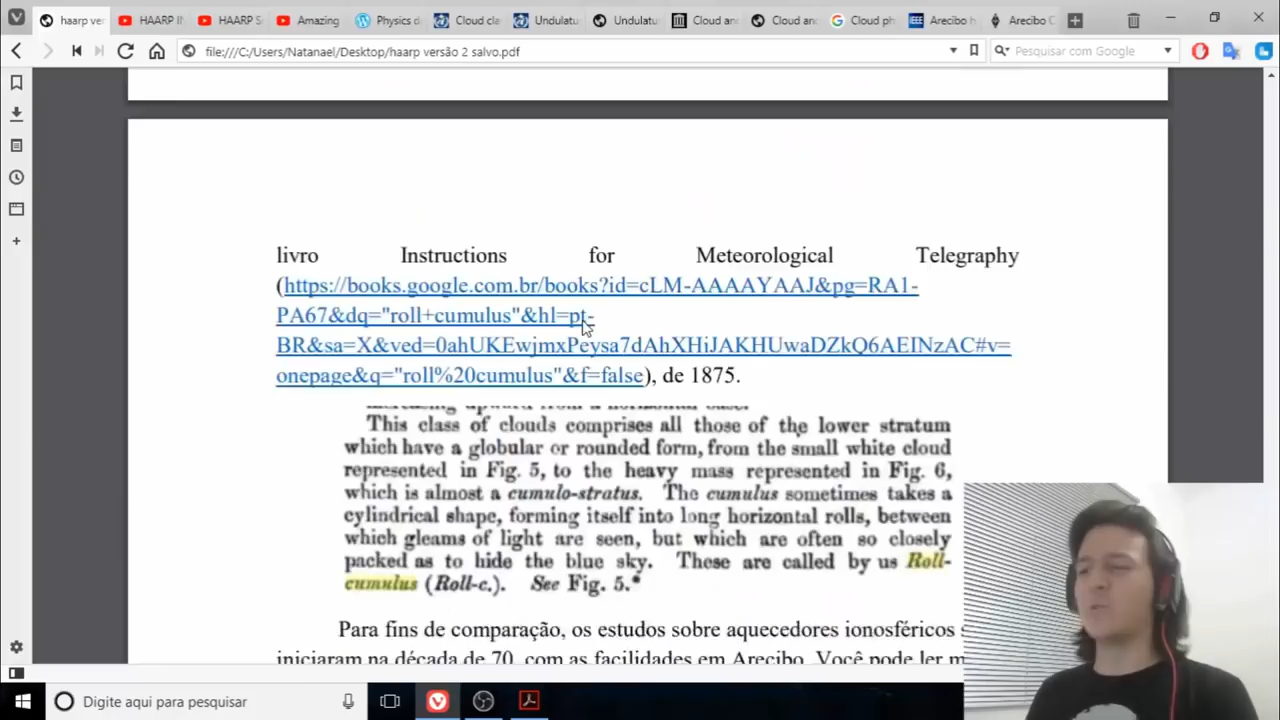 haarp ver
HAARP I
HAARP S
Amazing
Physics d
Cloud cla
Undulatu
Undulatu
Cloud and
Cloud an
Cloud ph
Arecibo h
Arecibo C
file:///C:/Users/Natanael/Desktop/haarp versão 2 salvo.pdf
Pesquisar com Google
livro Instructions for Meteorological Telegraphy
(https://books.google.com.br/books?id=cLM-AAAAYAAJ&pg=RA1-
PA67&dq="roll+cumulus"&hl=pt-
BR&sa=X&ved=0ahUKEwjmxPeysa7dAhXHiJAKHUwaDZkQ6AEINzAC#v=
onepage&q="roll%20cumulus"&f=false), de 1875.
increasing upward from a horizontal base.
This class of clouds comprises all those of the lower stratum
which have a globular or rounded form, from the small white cloud
represented in Fig. 5, to the heavy mass represented in Fig. 6,
which is almost a cumulo-stratus. The cumulus sometimes takes a
cylindrical shape, forming itself into long horizontal rolls, between
which gleams of light are seen, but which are often so closely
packed as to hide the blue sky. These are called by us Roll-
cumulus (Roll-c.). See Fig. 5.*
Para fins de comparação, os estudos sobre aquecedores ionosféricos s
iniciaram na década de 70, com as facilidades em Arecibo. Você pode ler m
Digite aqui para pesquisar